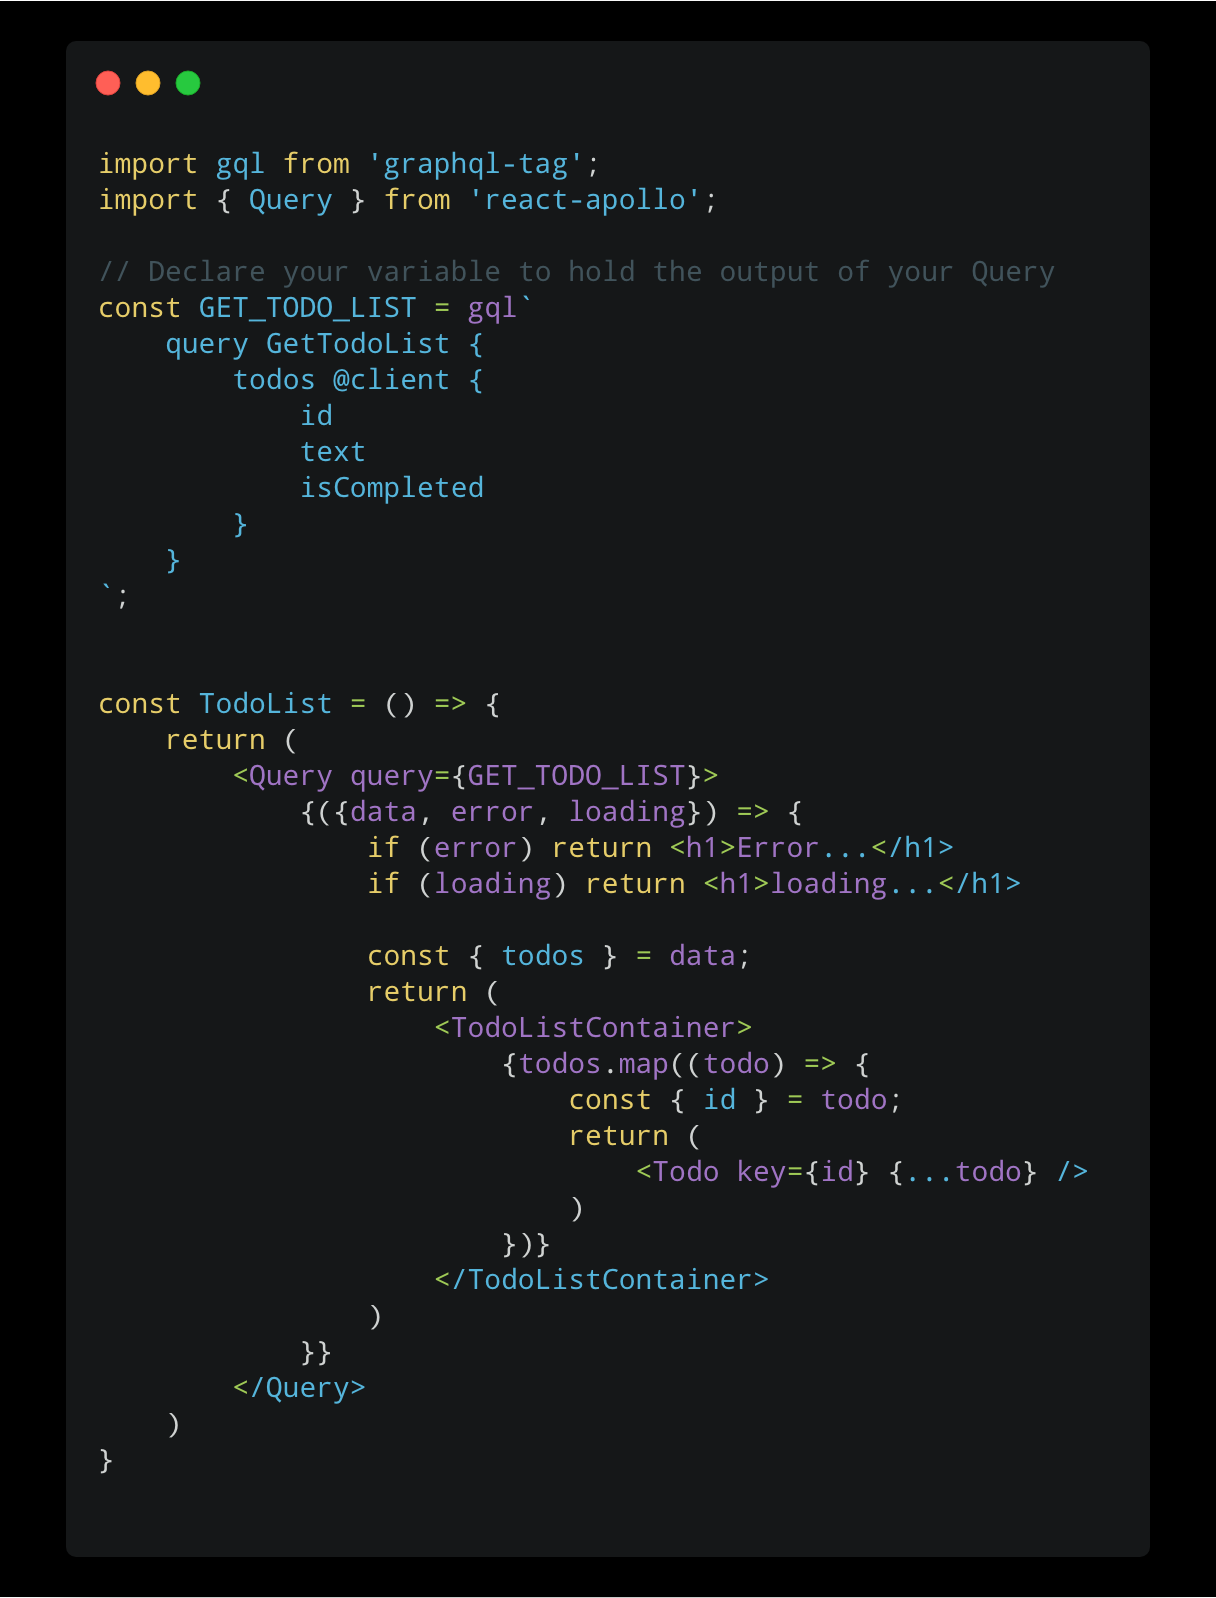 import gql from 'graphql-tag';
import { Query } from 'react-apollo';

// Declare your variable to hold the output of your Query
const GET_TODO_LIST = gql`
    query GetTodoList {
        todos @client {
            id
            text
            isCompleted
        }
    }
`;


const TodoList = () => {
    return (
        <Query query={GET_TODO_LIST}>
            {({data, error, loading}) => {
                if (error) return <h1>Error...</h1>
                if (loading) return <h1>loading...</h1>

                const { todos } = data;
                return (
                    <TodoListContainer>
                        {todos.map((todo) => {
                            const { id } = todo;
                            return (
                                <Todo key={id} {...todo} />
                            )
                        })}
                    </TodoListContainer>
                )
            }}
        </Query>
    )
}